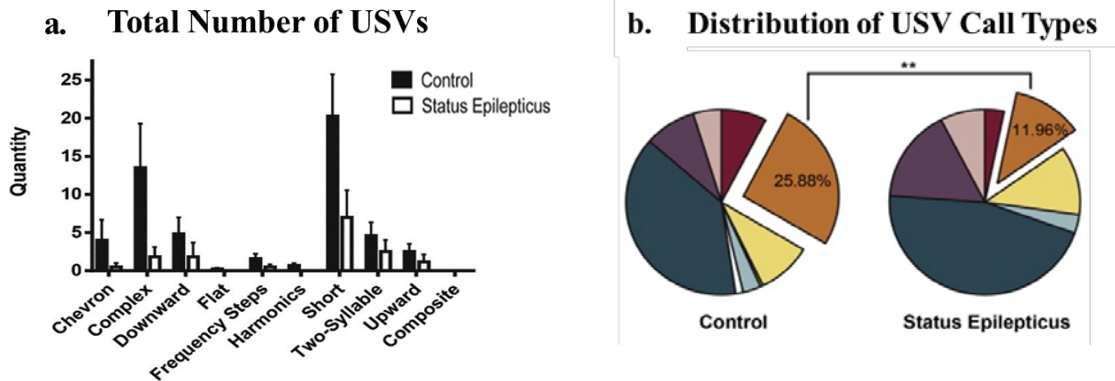 a. Total Number of USVs
Quantity
25
20
15
10
5
0
Control
Status Epilepticus
Chevron
Complex
Downward
Flat
Frequency Steps
Harmonics
Short
Two-Syllable
Upward
Composite
b. Distribution of USV Call Types
**
25.88%
11.96%
Control
Status Epilepticus